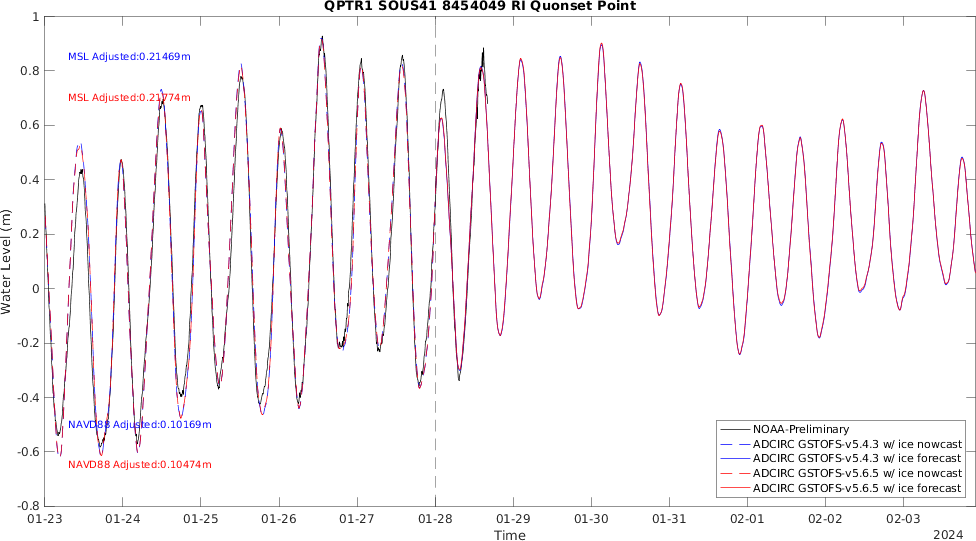 QPTR1 SOUS41 8454049 RI Quonset Point
1
0.8
0.6
0.4
0.2
0
-0.2
-0.4
-0.6
-0.8
Water Level (m)
MSL Adjusted:0.21469m
MSL Adjusted:0.21774m
NAVD88 Adjusted:0.10169m
NAVD88 Adjusted:0.10474m
NOAA-Preliminary
ADCIRC GSTOFS-v5.4.3 w/ ice nowcast
ADCIRC GSTOFS-v5.4.3 w/ ice forecast
ADCIRC GSTOFS-v5.6.5 w/ ice nowcast
ADCIRC GSTOFS-v5.6.5 w/ ice forecast
01-23 01-24 01-25 01-26 01-27 01-28 01-29 01-30 01-31 02-01 02-02 02-03
Time
2024